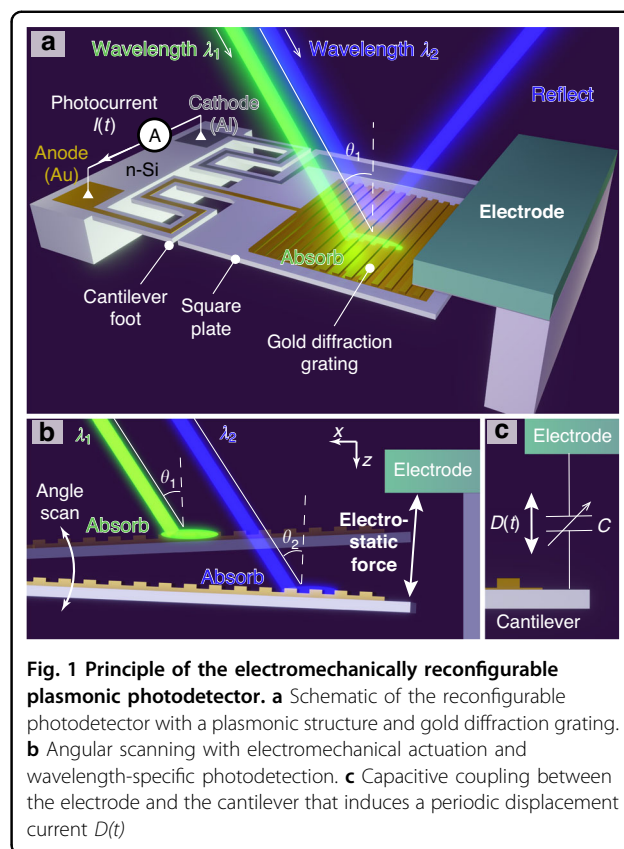 a
Wavelength λ1
Wavelength λ2
Reflect
Photocurrent
I(t)
Cathode
(Al)
A
Anode
(Au)
n-Si
θ1
Electrode
Absorb
Cantilever
foot
Square
plate
Gold diffraction
grating
b
λ1
λ2
x
z
Electrode
θ1
Angle
scan
Absorb
θ2
Electro-
static
force
Absorb
c
Electrode
D(t)
C
Cantilever
Fig. 1 Principle of the electromechanically reconfigurable
plasmonic photodetector. a Schematic of the reconfigurable
photodetector with a plasmonic structure and gold diffraction grating.
b Angular scanning with electromechanical actuation and
wavelength-specific photodetection. c Capacitive coupling between
the electrode and the cantilever that induces a periodic displacement
current D(t)